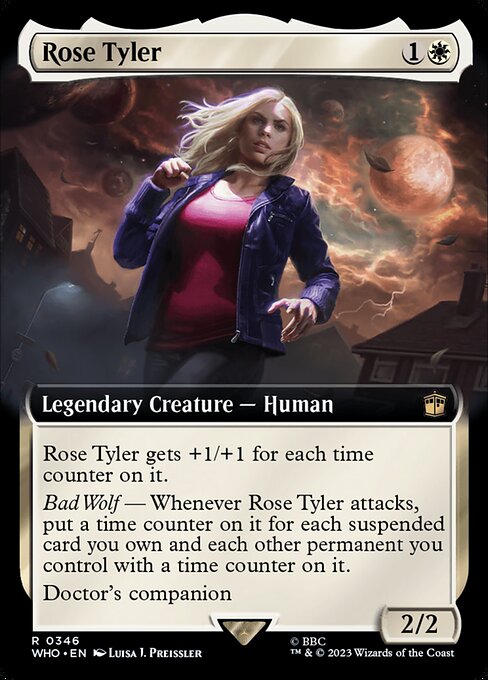 Rose Tyler 1
Legendary Creature — Human
Rose Tyler gets +1/+1 for each time
counter on it.
Bad Wolf — Whenever Rose Tyler attacks,
put a time counter on it for each suspended
card you own and each other permanent you
control with a time counter on it.
Doctor's companion
2/2
R 0346
WHO • EN Luisa J. Preissler
© BBC
™ & © 2023 Wizards of the Coast